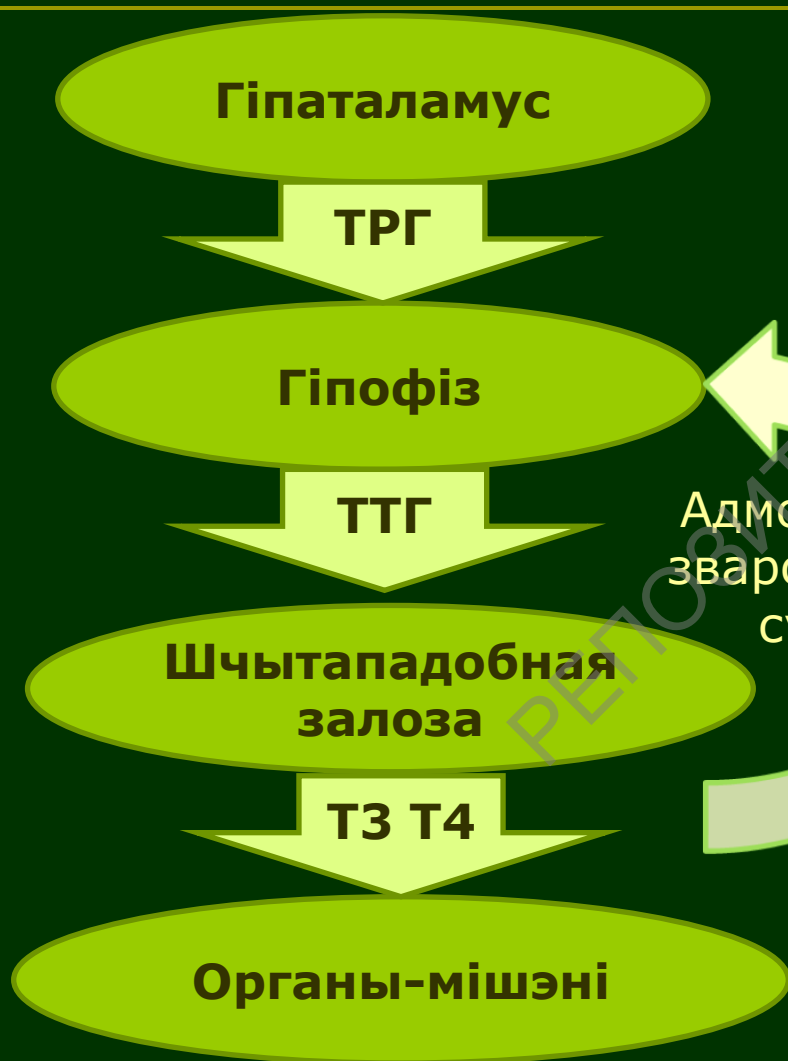 Гіпаталамус
ТРГ
Гіпофіз
ТТГ
Шчытападобная
залоза
Т3 Т4
Органы-мішэні